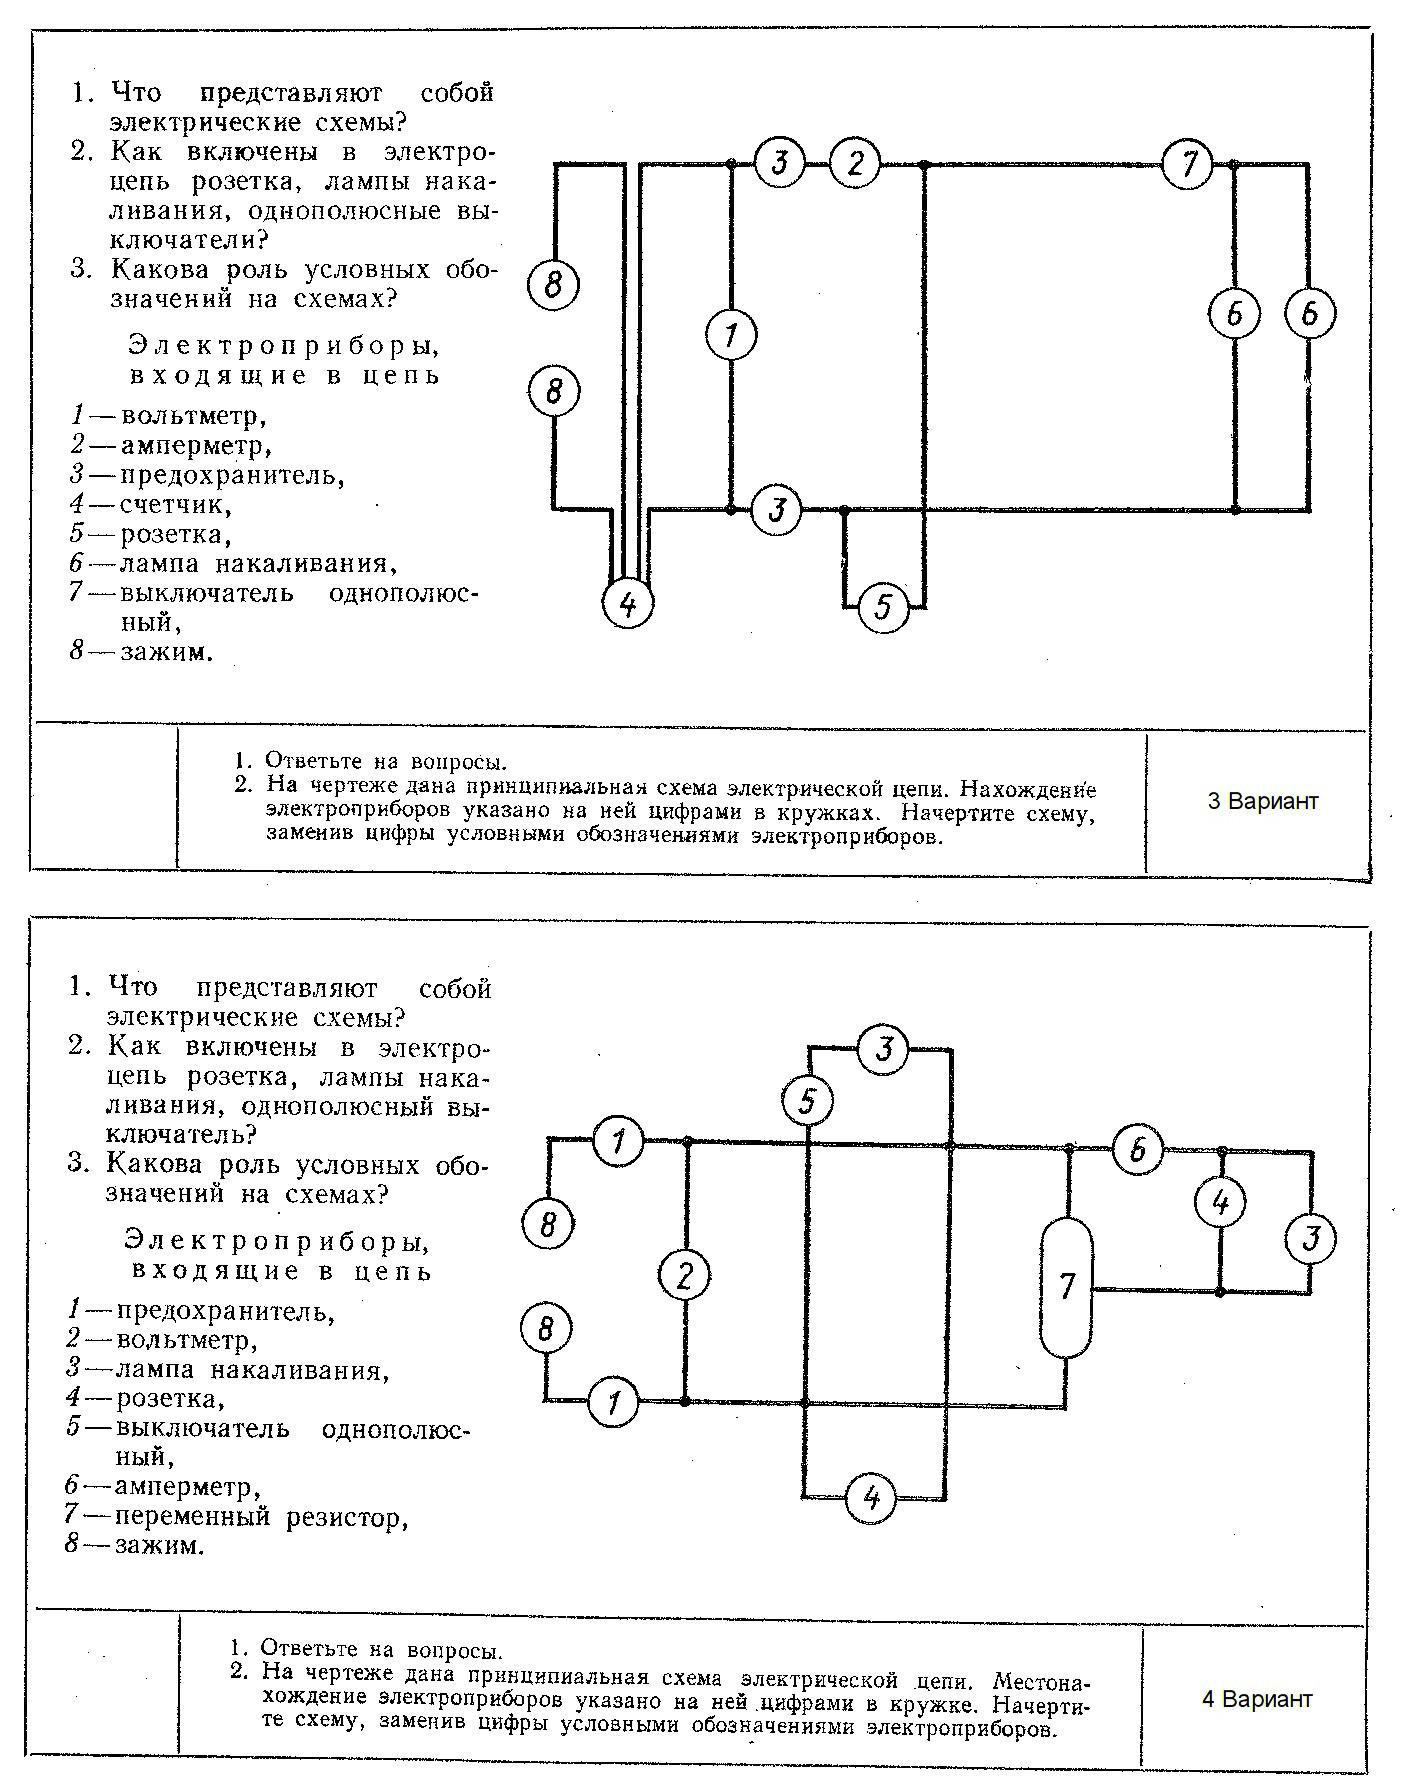 1. Что представляют собой
электрические схемы?
2. Как включены в электро-
цепь розетка, лампы нака-
ливания, однополюсные вы-
ключатели?
3. Какова роль условных обо-
значений на схемах?
Электроприборы,
входящие в цепь
1—вольтметр,
2—амперметр,
3—предохранитель,
4—счетчик,
5—розетка,
6—лампа накаливания,
7—выключатель однополюс-
ный,
8—зажим.
3 2 7
8
1 6 6
8
3
4 5
1. Ответьте на вопросы.
2. На чертеже дана принципиальная схема электрической цепи. Нахождение
электроприборов указано на ней цифрами в кружках. Начертите схему,
заменив цифры условными обозначениями электроприборов.
3 Вариант
1. Что представляют собой
электрические схемы?
2. Как включены в электро-
цепь розетка, лампы нака-
ливания, однополюсный вы-
ключатель?
3. Какова роль условных обо-
значений на схемах?
Электроприборы,
входящие в цепь
1—предохранитель,
2—вольтметр,
3—лампа накаливания,
4—розетка,
5—выключатель однополюс-
ный,
6—амперметр,
7—переменный резистор,
8—зажим.
3
5
1 6
8 4
3
2 7
8
1
4
1. Ответьте на вопросы.
2. На чертеже дана принципиальная схема электрической цепи. Местона-
хождение электроприборов указано на ней цифрами в кружке. Начерти-
те схему, заменив цифры условными обозначениями электроприборов.
4 Вариант